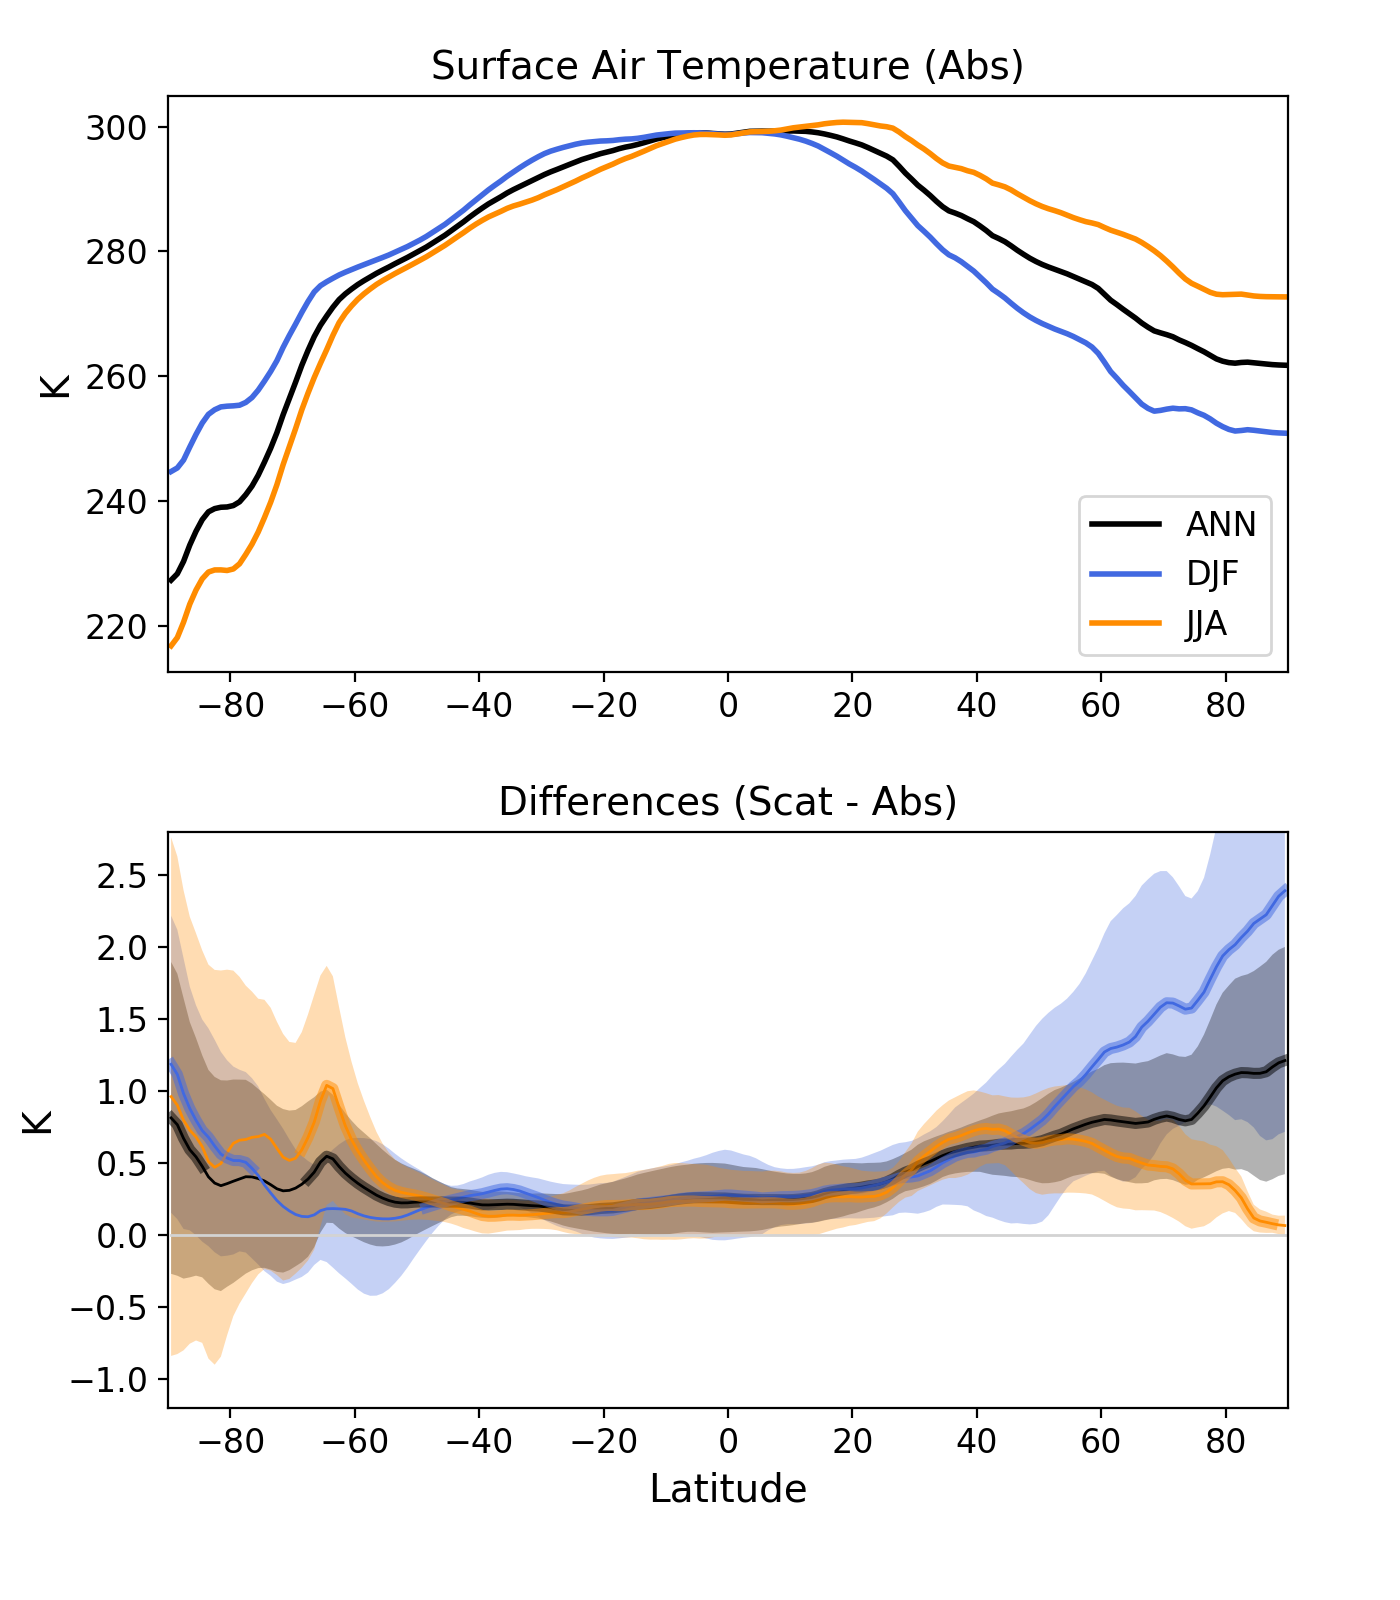 Surface Air Temperature (Abs)
300
280
260
240
220
K
ANN
DJF
JJA
−80 −60 −40 −20 0 20 40 60 80
Differences (Scat - Abs)
2.5
2.0
1.5
1.0
0.5
0.0
−0.5
−1.0
K
−80 −60 −40 −20 0 20 40 60 80
Latitude